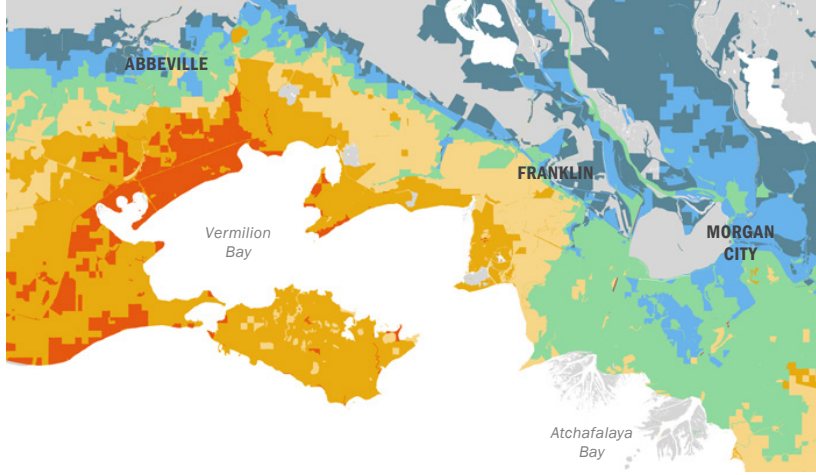 ABBEVILLE
FRANKLIN
Vermilion
Bay
MORGAN
CITY
Atchafalaya
Bay